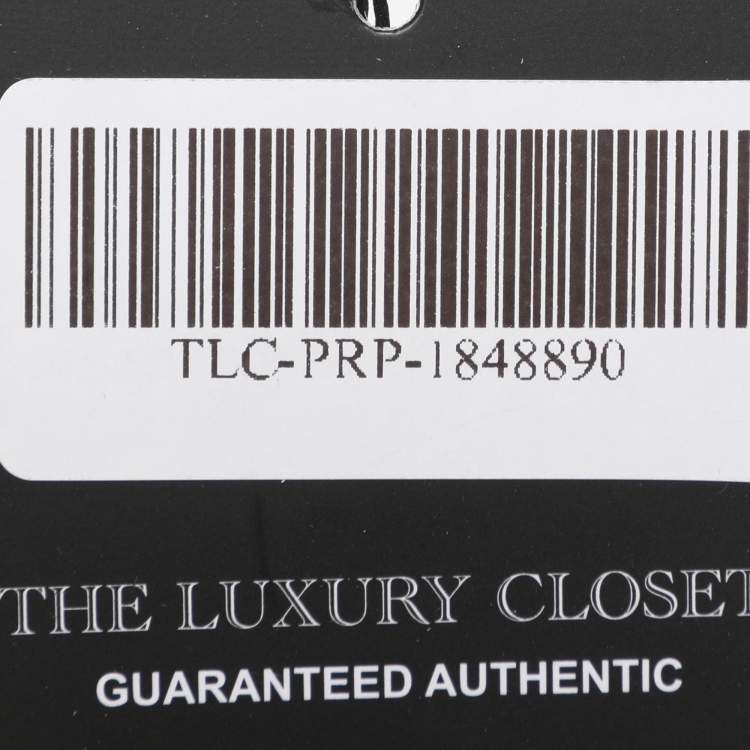 TLC-PRP-1848890
THE LUXURY CLOSET
GUARANTEED AUTHENTIC